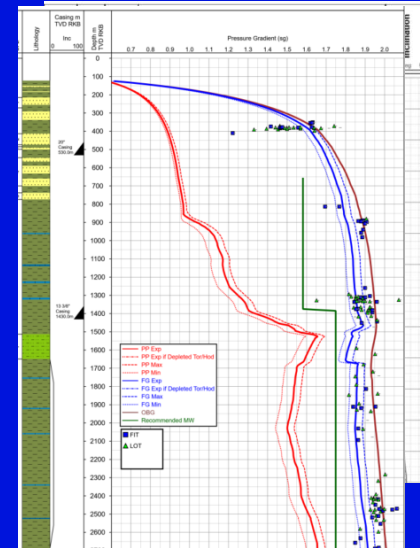 Casing m
TVD RKB
Inc
0 100
Lithology
Depth m
TVD RKB
Pressure Gradient (sg)
0.7 0.8 0.9 1.0 1.1 1.2 1.3 1.4 1.5 1.6 1.7 1.8 1.9 2.0
Inclination
0
100
200
300
400
500
600
700
800
900
1000
1100
1200
1300
1400
1500
1600
1700
1800
1900
2000
2100
2200
2300
2400
2500
2600
20"
Casing
13 3/8"
Casing
PP Exp
PP Exp if Depleted Tor/Hod
PP Max
PP Min
FG Exp
FG Exp if Depleted Tor/Hod
FG Max
FG Min
OBG
Recommended MW
FIT
LOT